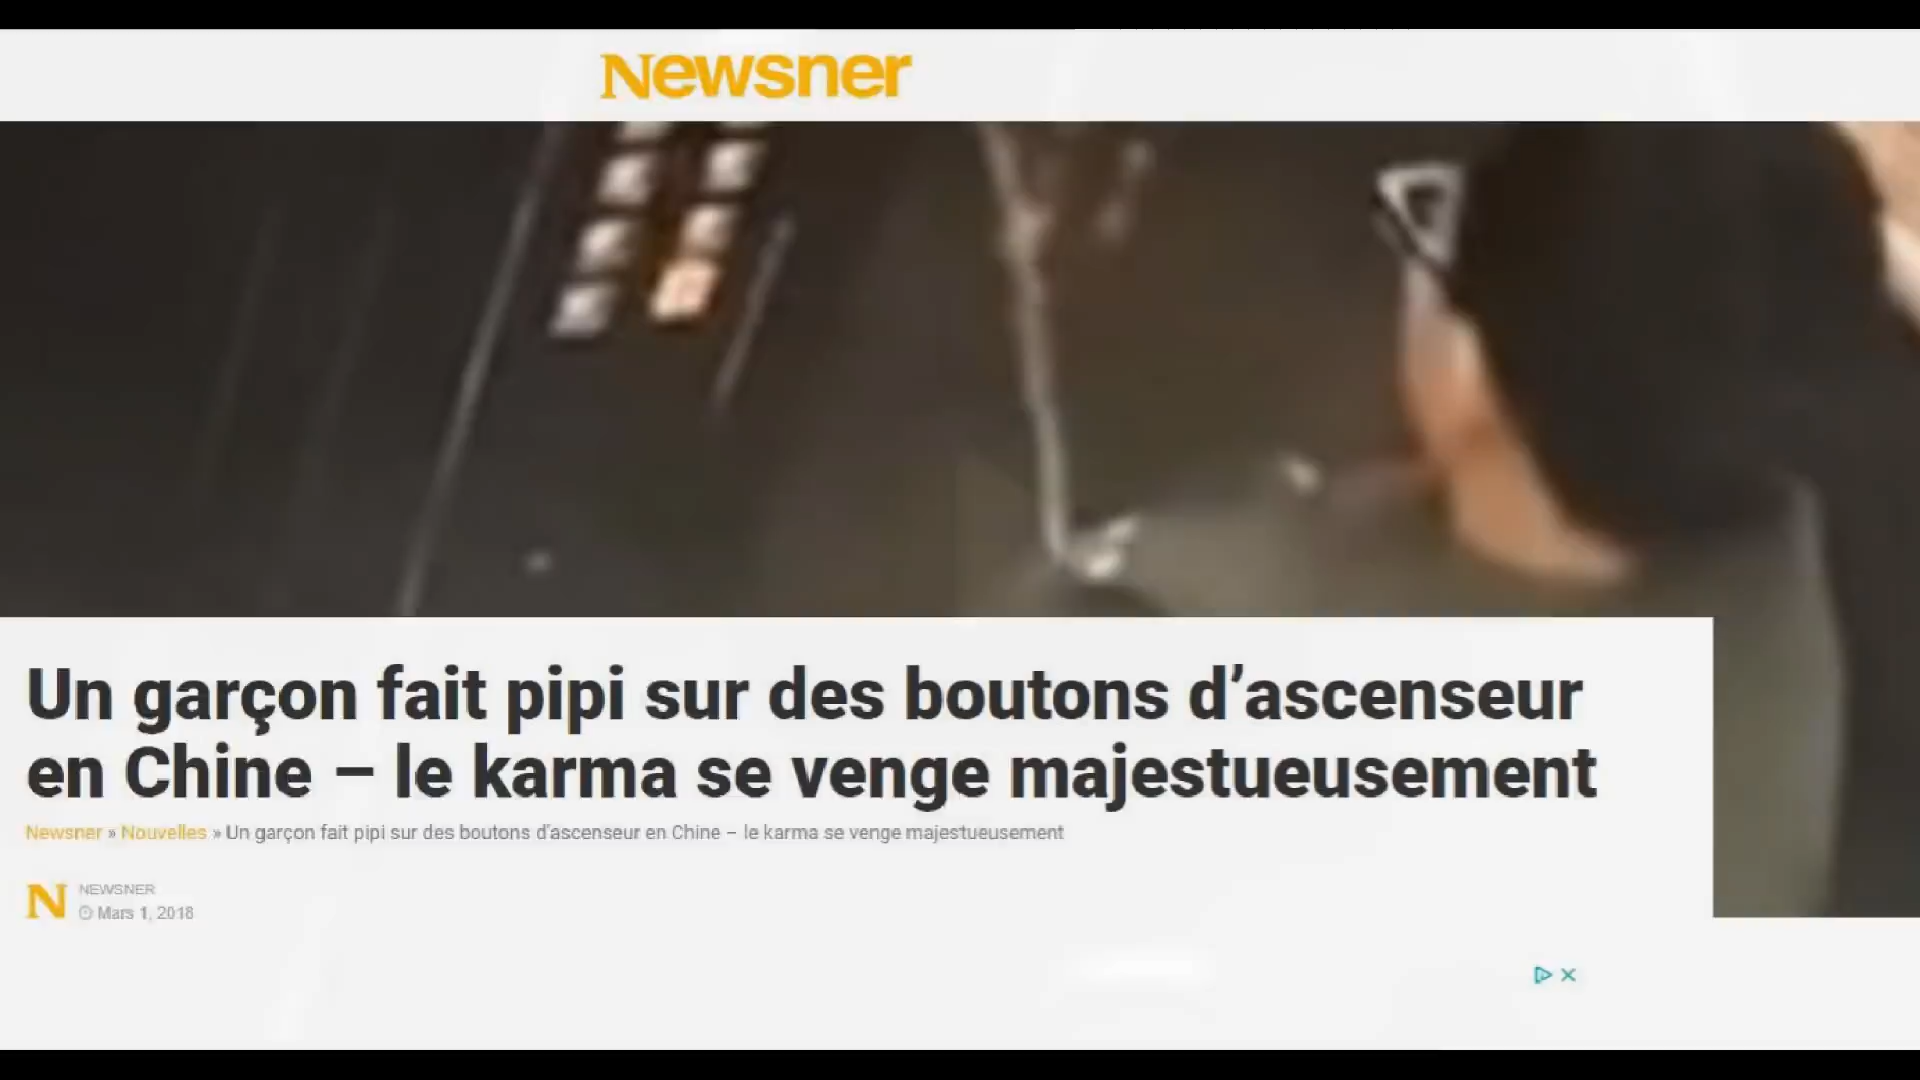 Newsner
Un garçon fait pipi sur des boutons d’ascenseur
en Chine – le karma se venge majestueusement
Newsner » Nouvelles » Un garçon fait pipi sur des boutons d’ascenseur en Chine – le karma se venge majestueusement
N NEWSNER
Mars 1, 2018